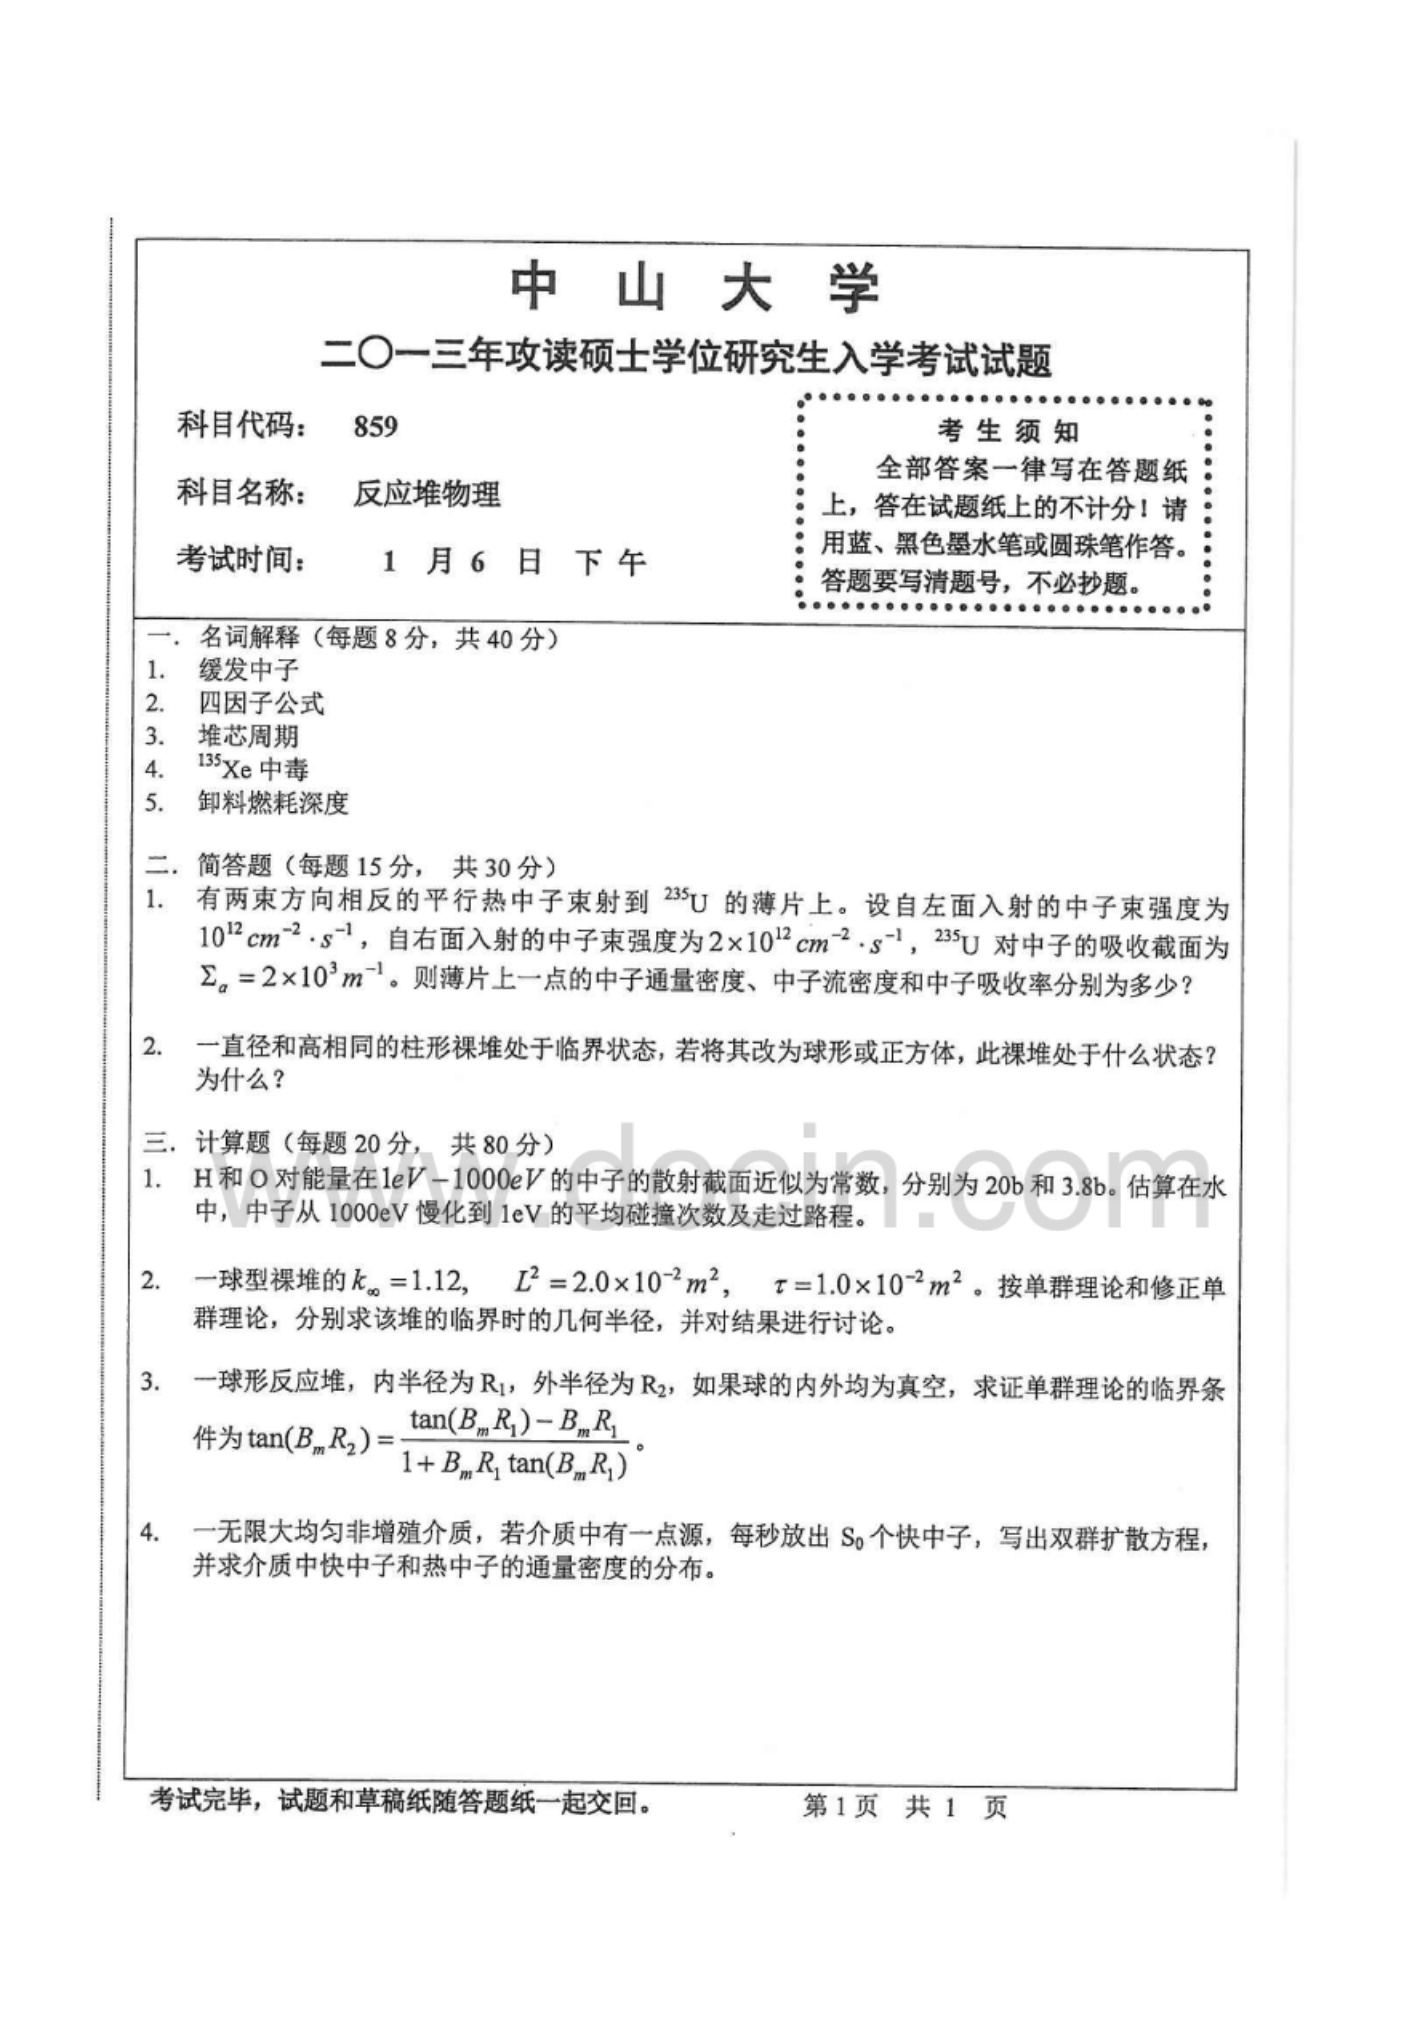 中 山 大 学
二〇一三年攻读硕士学位研究生入学考试试题
科目代码： 859
科目名称： 反应堆物理
考试时间： 1 月 6 日 下 午
考 生 须 知
全部答案一律写在答题纸
上，答在试题纸上的不计分！请
用蓝、黑色墨水笔或圆珠笔作答。
答题要写清题号，不必抄题。
一．名词解释（每题 8 分，共 40 分）
1. 缓发中子
2. 四因子公式
3. 堆芯周期
4. ¹³⁵Xe 中毒
5. 卸料燃耗深度
二．简答题（每题 15 分， 共 30 分）
1. 有两束方向相反的平行热中子束射到 ²³⁵U 的薄片上。设自左面入射的中子束强度为
10¹² cm⁻² · s⁻¹，自右面入射的中子束强度为 2×10¹² cm⁻² · s⁻¹，²³⁵U 对中子的吸收截面为
Σₐ = 2×10³ m⁻¹。则薄片上一点的中子通量密度、中子流密度和中子吸收率分别为多少？
2. 一直径和高相同的柱形裸堆处于临界状态，若将其改为球形或正方体，此裸堆处于什么状态？
为什么？
三．计算题（每题 20 分， 共 80 分）
1. H 和 O 对能量在 1eV – 1000eV 的中子的散射截面近似为常数，分别为 20b 和 3.8b。估算在水
中，中子从 1000eV 慢化到 1eV 的平均碰撞次数及走过路程。
2. 一球型裸堆的 k∞ = 1.12, L² = 2.0×10⁻² m², τ = 1.0×10⁻² m² 。按单群理论和修正单
群理论，分别求该堆的临界时的几何半径，并对结果进行讨论。
3. 一球形反应堆，内半径为 R₁，外半径为 R₂，如果球的内外均为真空，求证单群理论的临界条
件为 tan(BₘR₂) = (tan(BₘR₁) − BₘR₁) / (1 + BₘR₁ tan(BₘR₁)) 。
4. 一无限大均匀非增殖介质，若介质中有一点源，每秒放出 S₀ 个快中子，写出双群扩散方程，
并求介质中快中子和热中子的通量密度的分布。
www.docin.com
考试完毕，试题和草稿纸随答题纸一起交回。 第 1 页 共 1 页